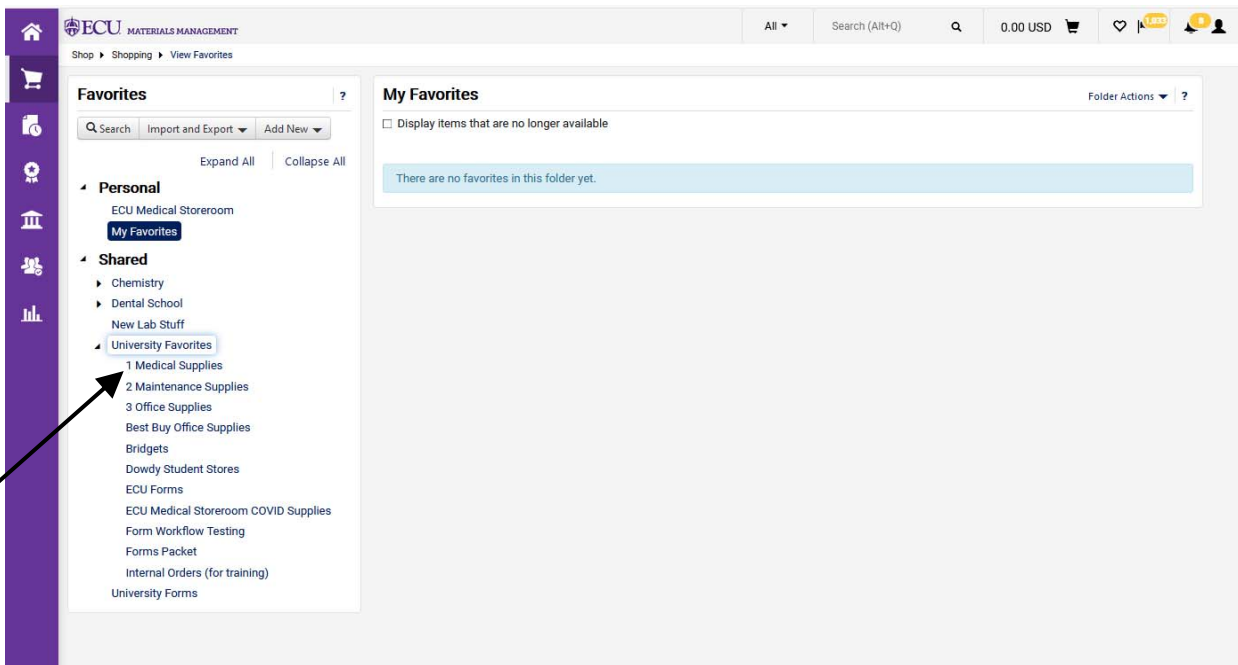 ECU MATERIALS MANAGEMENT
All
Search (Alt+Q)
0.00 USD
Shop Shopping View Favorites
Favorites ?
Search Import and Export Add New
Expand All Collapse All
Personal
ECU Medical Storeroom
My Favorites
Shared
Chemistry
Dental School
New Lab Stuff
University Favorites
1 Medical Supplies
2 Maintenance Supplies
3 Office Supplies
Best Buy Office Supplies
Bridgets
Dowdy Student Stores
ECU Forms
ECU Medical Storeroom COVID Supplies
Form Workflow Testing
Forms Packet
Internal Orders (for training)
University Forms
My Favorites
Folder Actions ?
Display items that are no longer available
There are no favorites in this folder yet.